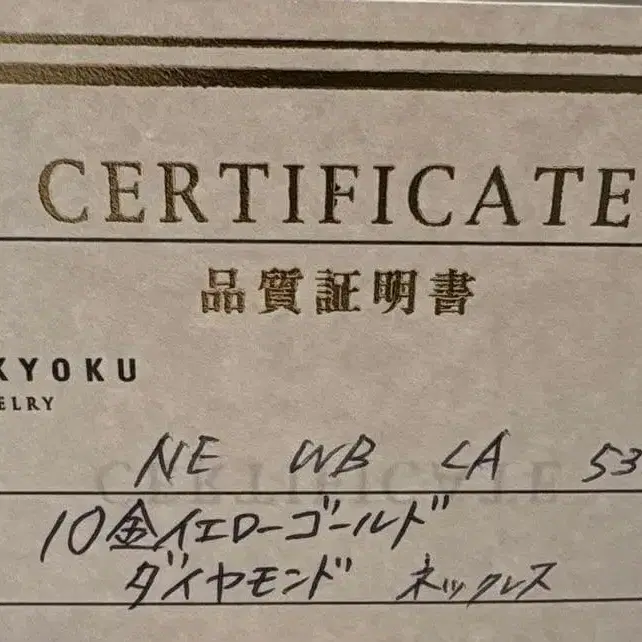 CERTIFICATE
品質証明書
KYOKU
ELRY
NE WB LA 53
10金イエローゴールド
ダイヤモンド ネックレス